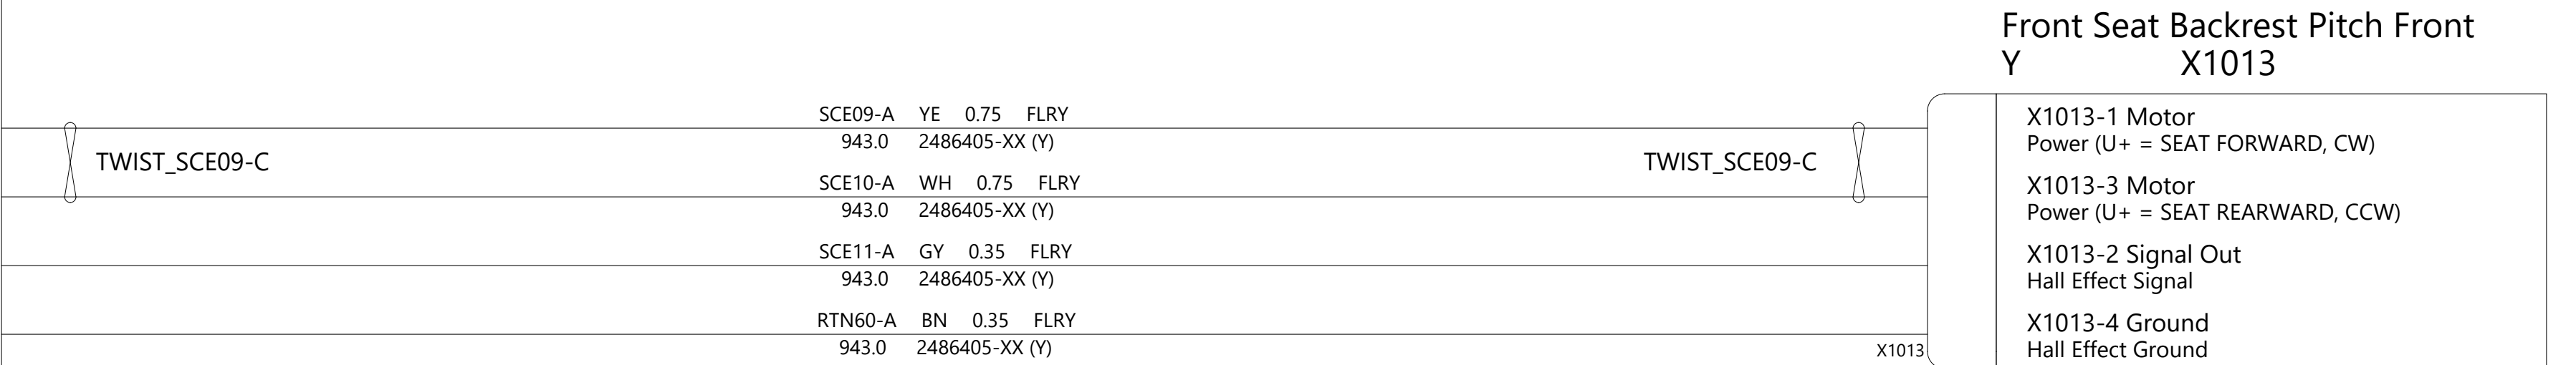 Front Seat Backrest Pitch Front
Y X1013
SCE09-A YE 0.75 FLRY
943.0 2486405-XX (Y)
TWIST_SCE09-C
TWIST_SCE09-C
SCE10-A WH 0.75 FLRY
943.0 2486405-XX (Y)
SCE11-A GY 0.35 FLRY
943.0 2486405-XX (Y)
RTN60-A BN 0.35 FLRY
943.0 2486405-XX (Y)
X1013
X1013-1 Motor
Power (U+ = SEAT FORWARD, CW)
X1013-3 Motor
Power (U+ = SEAT REARWARD, CCW)
X1013-2 Signal Out
Hall Effect Signal
X1013-4 Ground
Hall Effect Ground